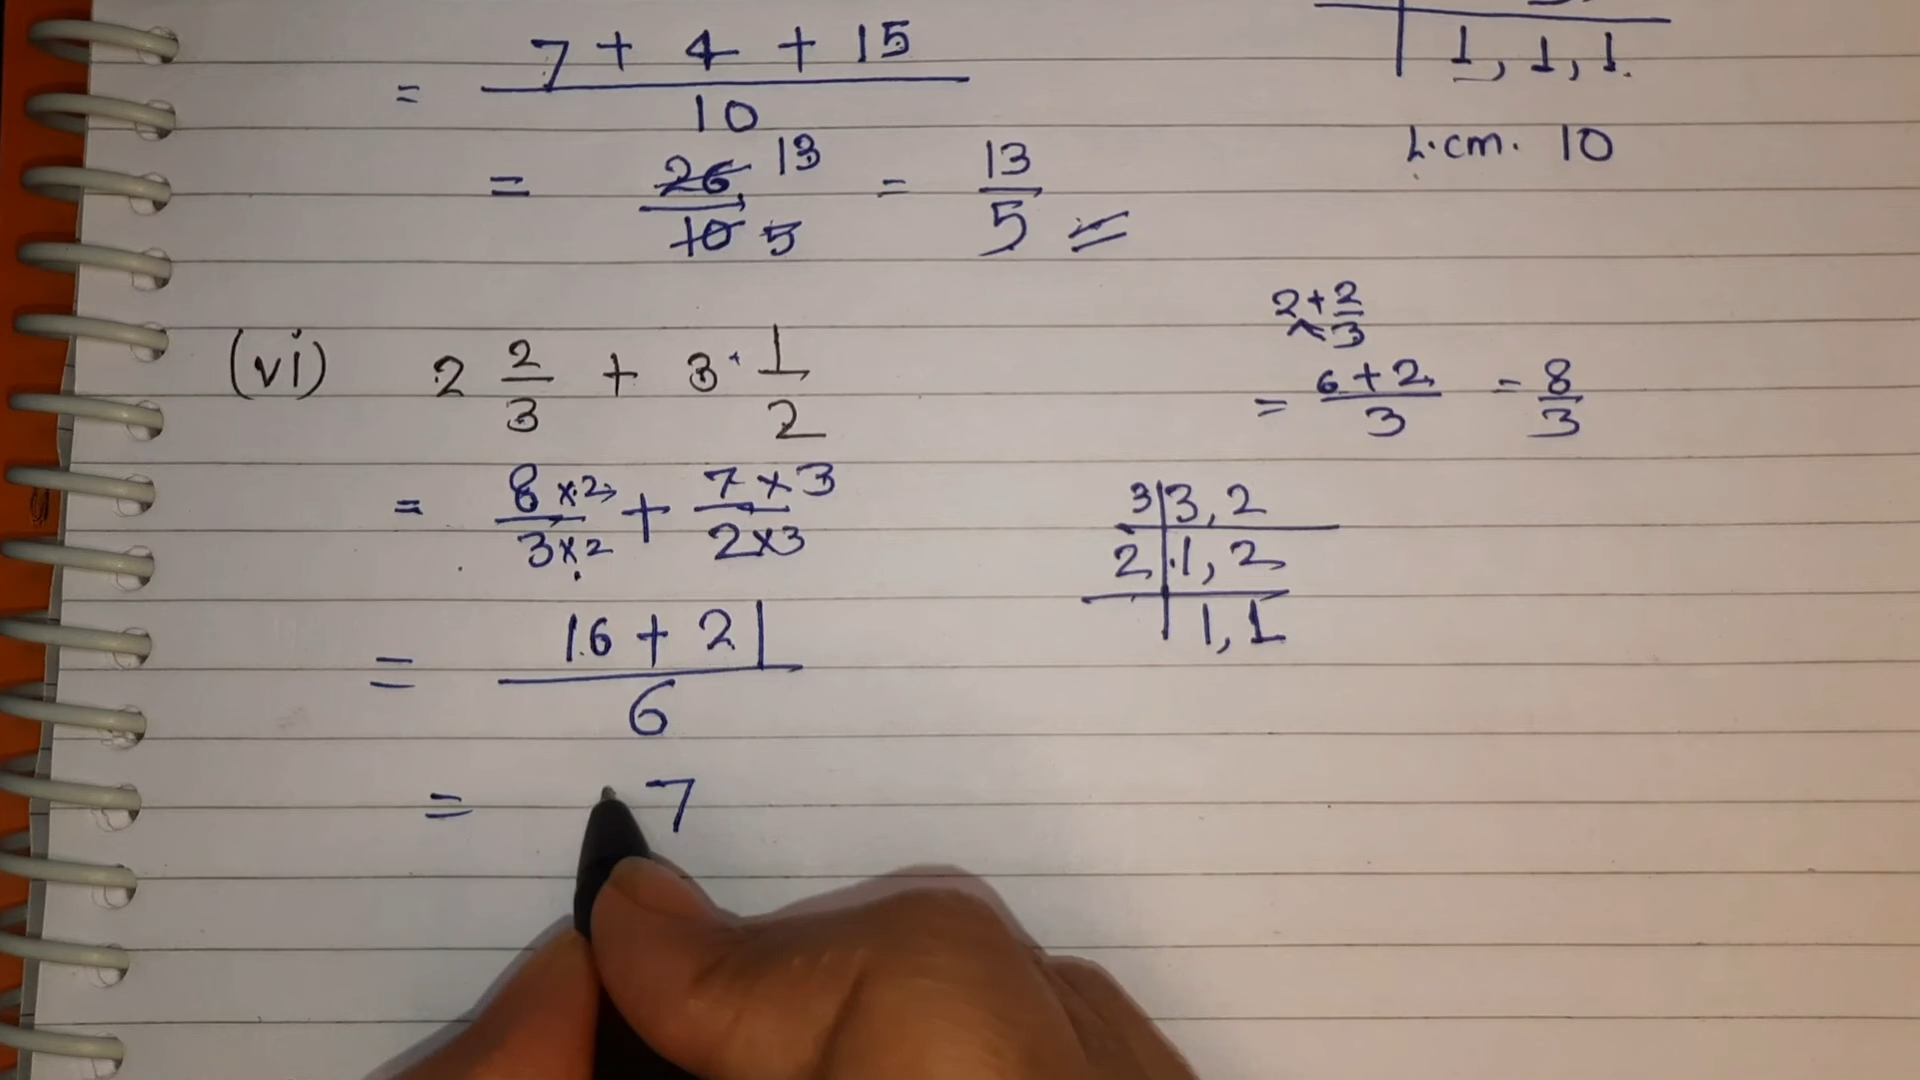 = 7 + 4 + 15 / 10
= 26 13 / 10 5 = 13 / 5
1, 1, 1.
L.cm. 10
(vi) 2 2/3 + 3 1/2
= 8 × 2 / 3 × 2 + 7 × 3 / 2 × 3
= 16 + 21 / 6
= 7
2 + 2/3
= 6 + 2 / 3 = 8/3
3 | 3, 2
2 | 1, 2
| 1, 1